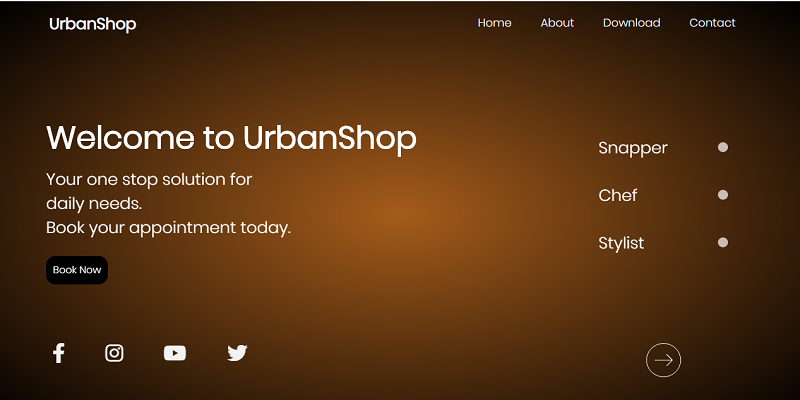 UrbanShop
Home About Download Contact
Welcome to UrbanShop
Your one stop solution for
daily needs.
Book your appointment today.
Book Now
Snapper
Chef
Stylist